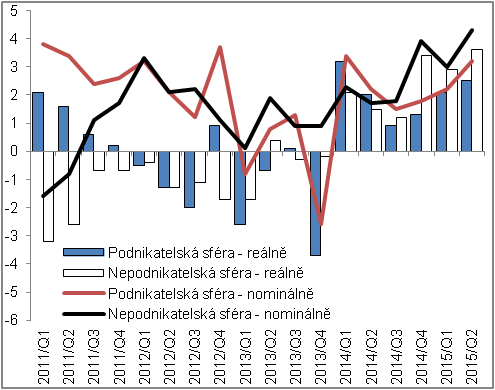 5
4
3
2
1
0
-1
-2
-3
-4
-5
-6
Podnikatelská sféra - reálně
Nepodnikatelská sféra - reálně
Podnikatelská sféra - nominálně
Nepodnikatelská sféra - nominálně
2011/Q1
2011/Q2
2011/Q3
2011/Q4
2012/Q1
2012/Q2
2012/Q3
2012/Q4
2013/Q1
2013/Q2
2013/Q3
2013/Q4
2014/Q1
2014/Q2
2014/Q3
2014/Q4
2015/Q1
2015/Q2